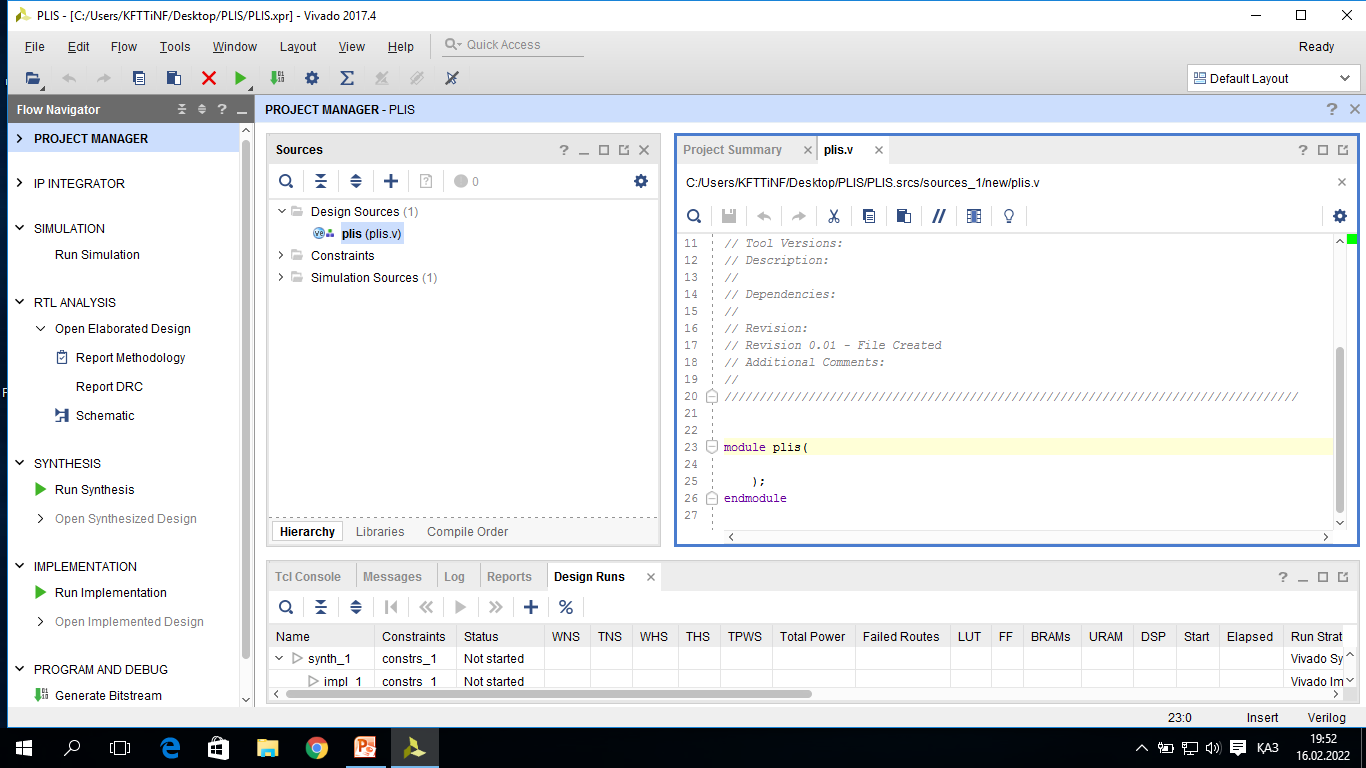 PLIS - [C:/Users/KFTTiNF/Desktop/PLIS/PLIS.xpr] - Vivado 2017.4
File Edit Flow Tools Window Layout View Help Quick Access Ready
Default Layout
Flow Navigator
PROJECT MANAGER
IP INTEGRATOR
SIMULATION
Run Simulation
RTL ANALYSIS
Open Elaborated Design
Report Methodology
Report DRC
Schematic
SYNTHESIS
Run Synthesis
Open Synthesized Design
IMPLEMENTATION
Run Implementation
Open Implemented Design
PROGRAM AND DEBUG
Generate Bitstream
PROJECT MANAGER - PLIS
Sources
0
Design Sources (1)
plis (plis.v)
Constraints
Simulation Sources (1)
Hierarchy Libraries Compile Order
Project Summary plis.v
C:/Users/KFTTiNF/Desktop/PLIS/PLIS.srcs/sources_1/new/plis.v
11 // Tool Versions:
12 // Description:
13 //
14 // Dependencies:
15 //
16 // Revision:
17 // Revision 0.01 - File Created
18 // Additional Comments:
19 //
20 //////////////////////////////////////////////////////////////////////////////////
21
22
23 module plis(
24
25 );
26 endmodule
27
Tcl Console Messages Log Reports Design Runs
Name Constraints Status WNS TNS WHS THS TPWS Total Power Failed Routes LUT FF BRAMs URAM DSP Start Elapsed Run Strat
synth_1 constrs_1 Not started Vivado Sy
impl_1 constrs_1 Not started Vivado Im
23:0 Insert Verilog
ҚАЗ
19:52
16.02.2022